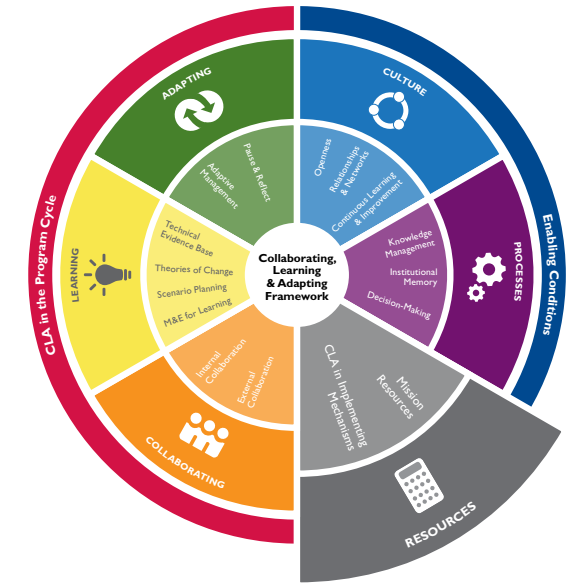 CLA in the Program Cycle
Enabling Conditions
ADAPTING
Adaptive
Management
Pause & Reflect
CULTURE
Openness
Relationships
& Networks
Continuous Learning
& Improvement
LEARNING
Technical
Evidence Base
Theories of Change
Scenario Planning
M&E for Learning
Collaborating,
Learning
& Adapting
Framework
PROCESSES
Knowledge
Management
Institutional
Memory
Decision-Making
COLLABORATING
Internal
Collaboration
External
Collaboration
RESOURCES
Mission
Resources
CLA in Implementing
Mechanisms